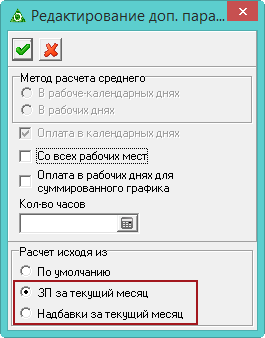 Редактирование доп. пара...
Метод расчета среднего
В рабоче-календарных днях
В рабочих днях
Оплата в календарных днях
Со всех рабочих мест
Оплата в рабочих днях для
суммированного графика
Кол-во часов
Расчет исходя из
По умолчанию
ЗП за текущий месяц
Надбавки за текущий месяц